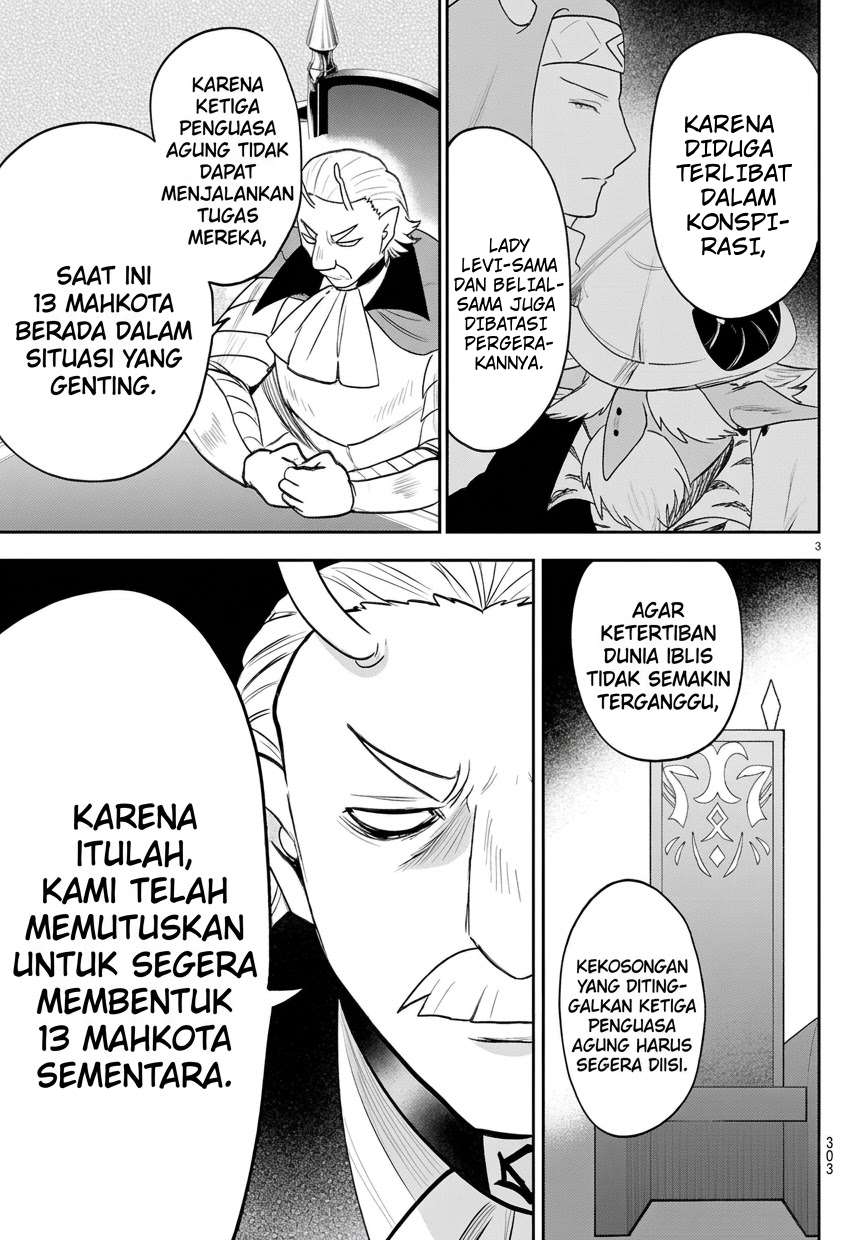 KARENA
DIDUGA
TERLIBAT
DALAM
KONSPI-
RASI,
LADY
LEVI-SAMA
DAN BELIAL-
SAMA JUGA
DIBATASI
PERGERA-
KANNYA.
KARENA
KETIGA
PENGUASA
AGUNG TIDAK
DAPAT
MENJALANKAN
TUGAS
MEREKA,
SAAT INI
13 MAHKOTA
BERADA DALAM
SITUASI YANG
GENTING.
3
AGAR
KETERTIBAN
DUNIA IBLIS
TIDAK SEMAKIN
TERGANGGU,
KEKOSONGAN
YANG DITING-
GALKAN KETIGA
PENGUASA
AGUNG HARUS
SEGERA DIISI.
KARENA
ITULAH,
KAMI TELAH
MEMUTUSKAN
UNTUK SEGERA
MEMBENTUK
13 MAHKOTA
SEMENTARA.
303